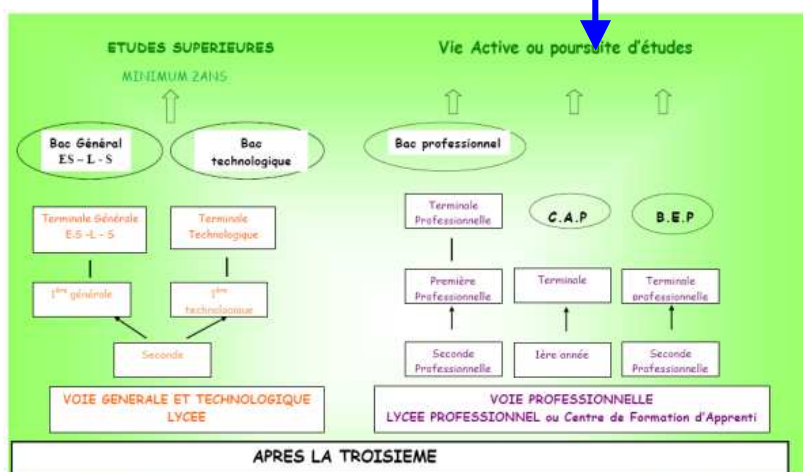 ETUDES SUPERIEURES
MINIMUM 2ANS
Vie Active ou poursuite d'études
Bac Général
ES – L - S
Bac
technologique
Bac professionnel
Terminale Générale
E.S -L – S
Terminale
Technologique
Terminale
Professionnelle
C.A.P
B.E.P
1ère générale
1ère
technologique
Première
Professionnelle
Terminale
Terminale
professionnelle
Seconde
Seconde
Professionnelle
1ère année
Seconde
Professionnelle
VOIE GENERALE ET TECHNOLOGIQUE
LYCEE
VOIE PROFESSIONNELLE
LYCEE PROFESSIONNEL ou Centre de Formation d'Apprenti
APRES LA TROISIEME